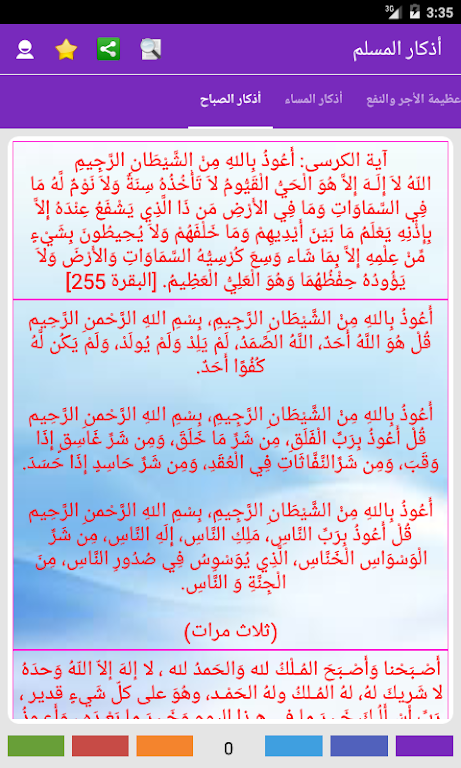 3G 3:35
أذكار المسلم
أذكار الصباح أذكار المساء عظيمة الأجر والنفع
آية الكرسى: أَعُوذُ بِاللهِ مِنْ الشَّيْطَانِ الرَّجِيمِ
اللّهُ لاَ إِلَـهَ إِلاَّ هُوَ الْحَيُّ الْقَيُّومُ لاَ تَأْخُذُهُ سِنَةٌ وَلاَ نَوْمٌ لَّهُ مَا
فِي السَّمَاوَاتِ وَمَا فِي الأَرْضِ مَن ذَا الَّذِي يَشْفَعُ عِنْدَهُ إِلاَّ
بِإِذْنِهِ يَعْلَمُ مَا بَيْنَ أَيْدِيهِمْ وَمَا خَلْفَهُمْ وَلاَ يُحِيطُونَ بِشَيْءٍ
مِّنْ عِلْمِهِ إِلاَّ بِمَا شَاء وَسِعَ كُرْسِيُّهُ السَّمَاوَاتِ وَالأَرْضَ وَلاَ
يَؤُودُهُ حِفْظُهُمَا وَهُوَ الْعَلِيُّ الْعَظِيمُ. [البقرة 255]
أَعُوذُ بِاللهِ مِنْ الشَّيْطَانِ الرَّجِيمِ، بِسْمِ اللهِ الرَّحْمنِ الرَّحِيم
قُلْ هُوَ اللَّهُ أَحَدٌ، اللَّهُ الصَّمَدُ، لَمْ يَلِدْ وَلَمْ يُولَدْ، وَلَمْ يَكُن لَّهُ
كُفُوًا أَحَدٌ.
أَعُوذُ بِاللهِ مِنْ الشَّيْطَانِ الرَّجِيمِ، بِسْمِ اللهِ الرَّحْمنِ الرَّحِيم
قُلْ أَعُوذُ بِرَبِّ الْفَلَقِ، مِن شَرِّ مَا خَلَقَ، وَمِن شَرِّ غَاسِقٍ إِذَا
وَقَبَ، وَمِن شَرِّ النَّفَّاثَاتِ فِي الْعُقَدِ، وَمِن شَرِّ حَاسِدٍ إِذَا حَسَدَ.
أَعُوذُ بِاللهِ مِنْ الشَّيْطَانِ الرَّجِيمِ، بِسْمِ اللهِ الرَّحْمنِ الرَّحِيم
قُلْ أَعُوذُ بِرَبِّ النَّاسِ، مَلِكِ النَّاسِ، إِلَهِ النَّاسِ، مِن شَرِّ
الْوَسْوَاسِ الْخَنَّاسِ، الَّذِي يُوَسْوِسُ فِي صُدُورِ النَّاسِ، مِنَ
الْجِنَّةِ وَ النَّاسِ.
(ثلاث مرات)
أَصْبَحْنا وَأَصْبَحَ المُـلْكُ لله وَالحَمدُ لله ، لا إلهَ إلاّ اللّهُ وَحدَهُ
لا شَريكَ لهُ، لهُ المُـلكُ ولهُ الحَمْـد، وهُوَ على كلّ شَيءٍ قدير ،
0